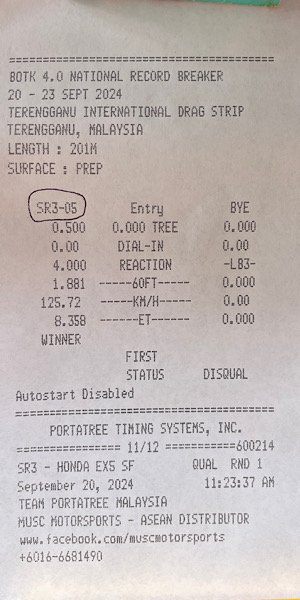 ========================================
BOTK 4.0 NATIONAL RECORD BREAKER
20 - 23 SEPT 2024
TERENGGANU INTERNATIONAL DRAG STRIP
TERENGGANU, MALAYSIA
LENGTH : 201M
SURFACE : PREP
SR3-05 Entry BYE
0.500 0.000 TREE 0.000
0.00 DIAL-IN 0.00
4.000 REACTION -LB3-
1.881 ------60FT----- 0.000
125.72 ------KM/H----- 0.00
8.358 ------ET------- 0.000
WINNER
FIRST
STATUS DISQUAL
Autostart Disabled
========================================
PORTATREE TIMING SYSTEMS, INC.
================ 11/12 ===========600214
SR3 - HONDA EX5 SF QUAL RND 1
September 20, 2024 11:23:37 AM
TEAM PORTATREE MALAYSIA
MUSC MOTORSPORTS - ASEAN DISTRIBUTOR
www.facebook.com/muscmotorsports
+6016-6681490